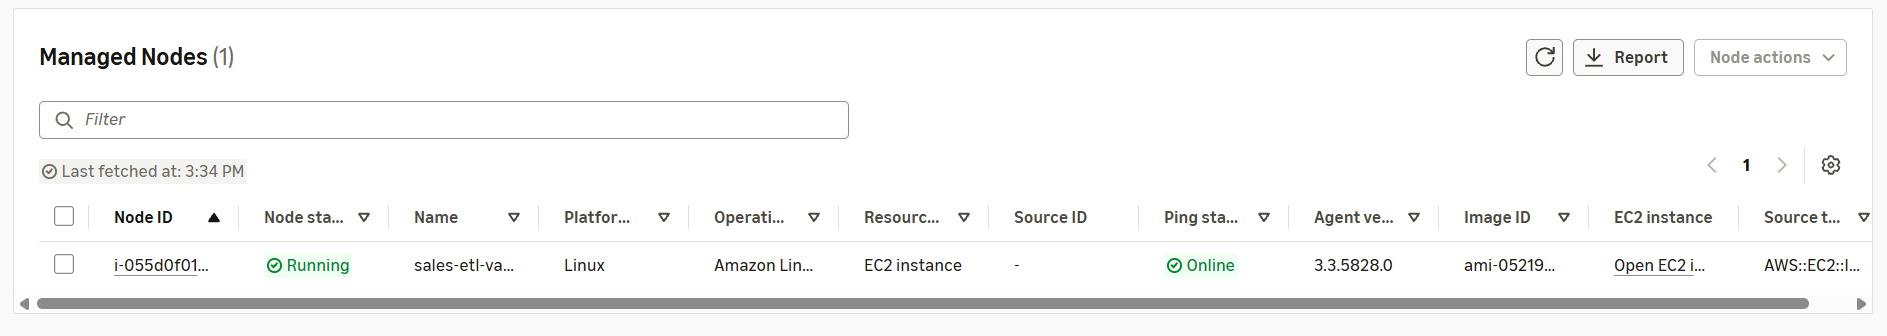 Managed Nodes (1)
Report
Node actions
Filter
Last fetched at: 3:34 PM
1
Node ID Node sta... Name Platfor... Operati... Resourc... Source ID Ping sta... Agent ve... Image ID EC2 instance Source t...
i-055d0f01... Running sales-etl-va... Linux Amazon Lin... EC2 instance - Online 3.3.5828.0 ami-05219... Open EC2 i... AWS::EC2::I...